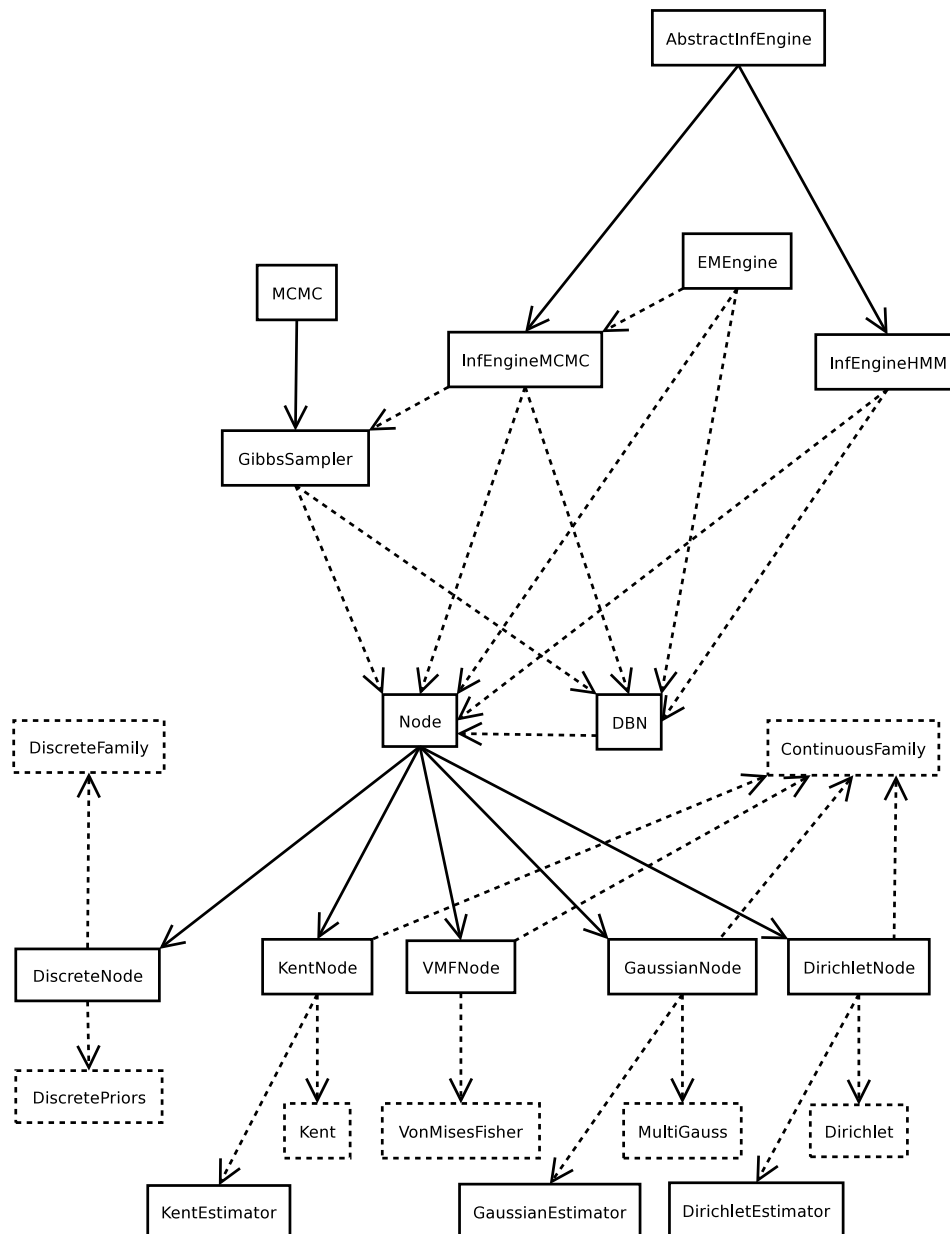 AbstractInfEngine
EMEngine
MCMC
InfEngineMCMC
InfEngineHMM
GibbsSampler
Node
DBN
DiscreteFamily
ContinuousFamily
DiscreteNode
KentNode
VMFNode
GaussianNode
DirichletNode
DiscretePriors
Kent
VonMisesFisher
MultiGauss
Dirichlet
KentEstimator
GaussianEstimator
DirichletEstimator